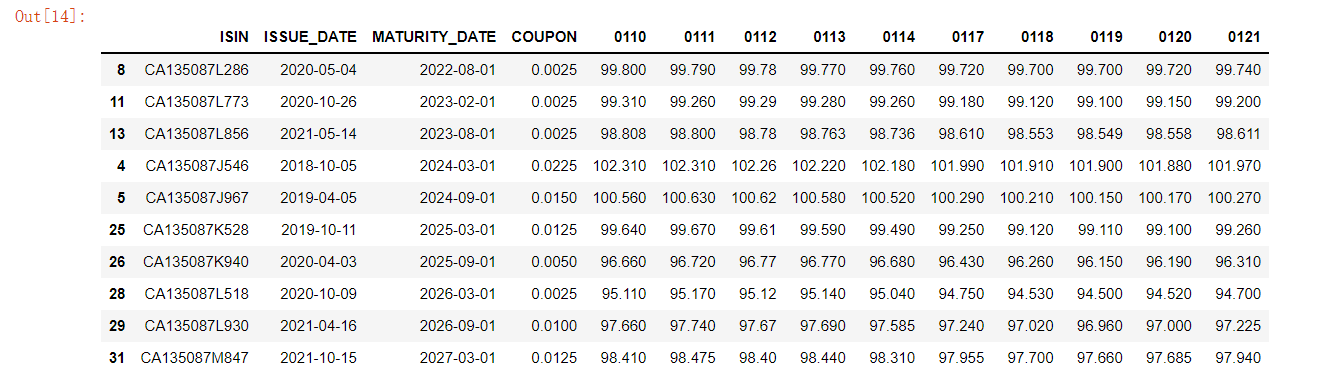 Out[14]:
ISIN ISSUE_DATE MATURITY_DATE COUPON 0110 0111 0112 0113 0114 0117 0118 0119 0120 0121
8 CA135087L286 2020-05-04 2022-08-01 0.0025 99.800 99.790 99.78 99.770 99.760 99.720 99.700 99.700 99.720 99.740
11 CA135087L773 2020-10-26 2023-02-01 0.0025 99.310 99.260 99.29 99.280 99.260 99.180 99.120 99.100 99.150 99.200
13 CA135087L856 2021-05-14 2023-08-01 0.0025 98.808 98.800 98.78 98.763 98.736 98.610 98.553 98.549 98.558 98.611
4 CA135087J546 2018-10-05 2024-03-01 0.0225 102.310 102.310 102.26 102.220 102.180 101.990 101.910 101.900 101.880 101.970
5 CA135087J967 2019-04-05 2024-09-01 0.0150 100.560 100.630 100.62 100.580 100.520 100.290 100.210 100.150 100.170 100.270
25 CA135087K528 2019-10-11 2025-03-01 0.0125 99.640 99.670 99.61 99.590 99.490 99.250 99.120 99.110 99.100 99.260
26 CA135087K940 2020-04-03 2025-09-01 0.0050 96.660 96.720 96.77 96.770 96.680 96.430 96.260 96.150 96.190 96.310
28 CA135087L518 2020-10-09 2026-03-01 0.0025 95.110 95.170 95.12 95.140 95.040 94.750 94.530 94.500 94.520 94.700
29 CA135087L930 2021-04-16 2026-09-01 0.0100 97.660 97.740 97.67 97.690 97.585 97.240 97.020 96.960 97.000 97.225
31 CA135087M847 2021-10-15 2027-03-01 0.0125 98.410 98.475 98.40 98.440 98.310 97.955 97.700 97.660 97.685 97.940